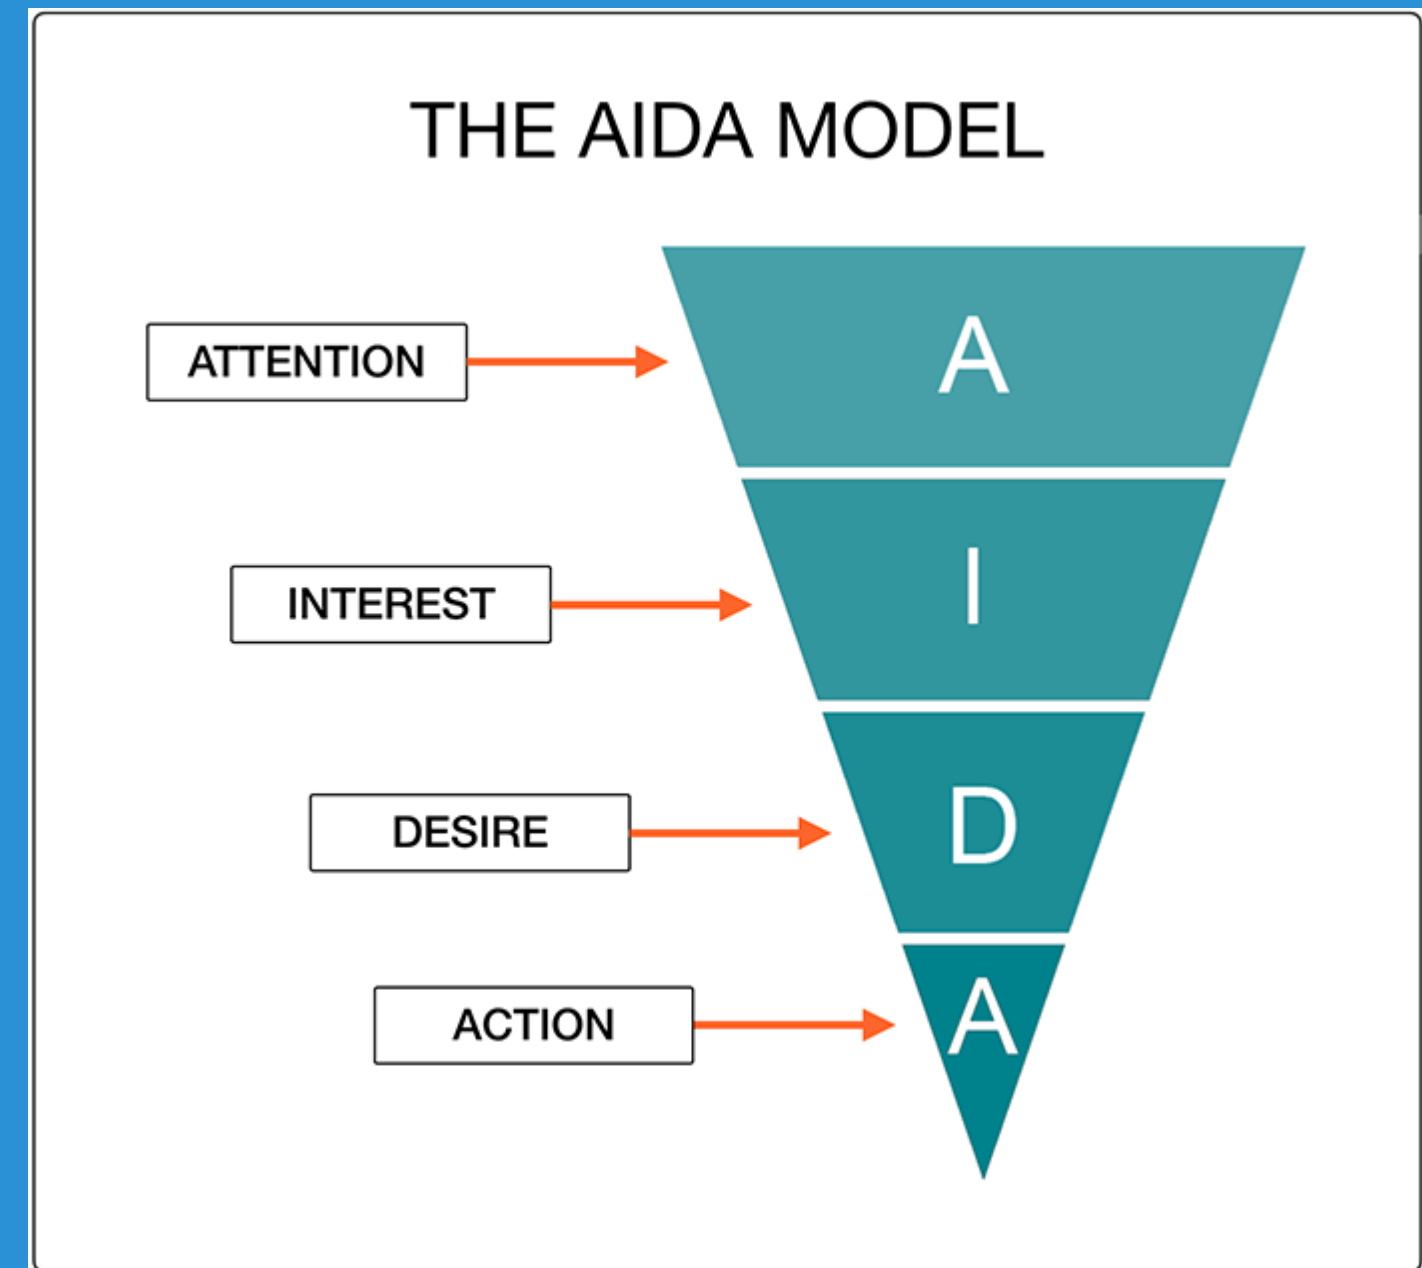 THE AIDA MODEL
ATTENTION
A
INTEREST
I
DESIRE
D
ACTION
A